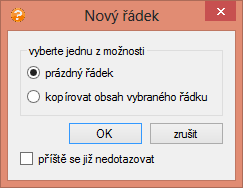 Nový řádek
vyberte jednu z možností
prázdný řádek
kopírovat obsah vybraného řádku
OK
zrušit
příště se již nedotazovat